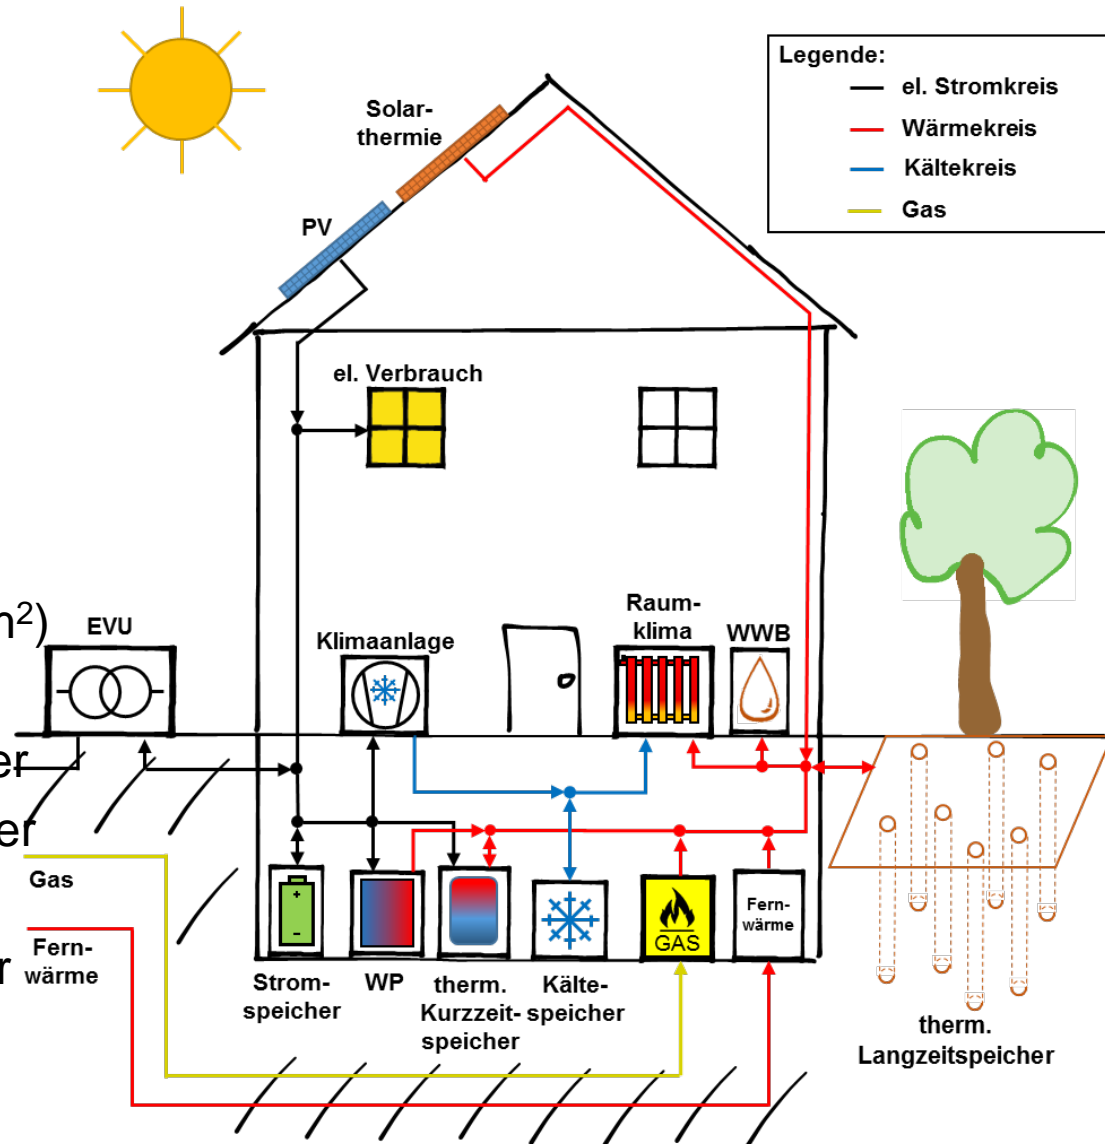 Legende:
el. Stromkreis
Wärmekreis
Kältekreis
Gas
Solar-
thermie
PV
el. Verbrauch
EVU
Klimaanlage
Raum-
klima
WWB
Gas
Fern-
wärme
GAS
Fern-
wärme
Strom-
speicher
WP
therm.
Kurzzeit-
speicher
Kälte-
speicher
therm.
Langzeitspeicher